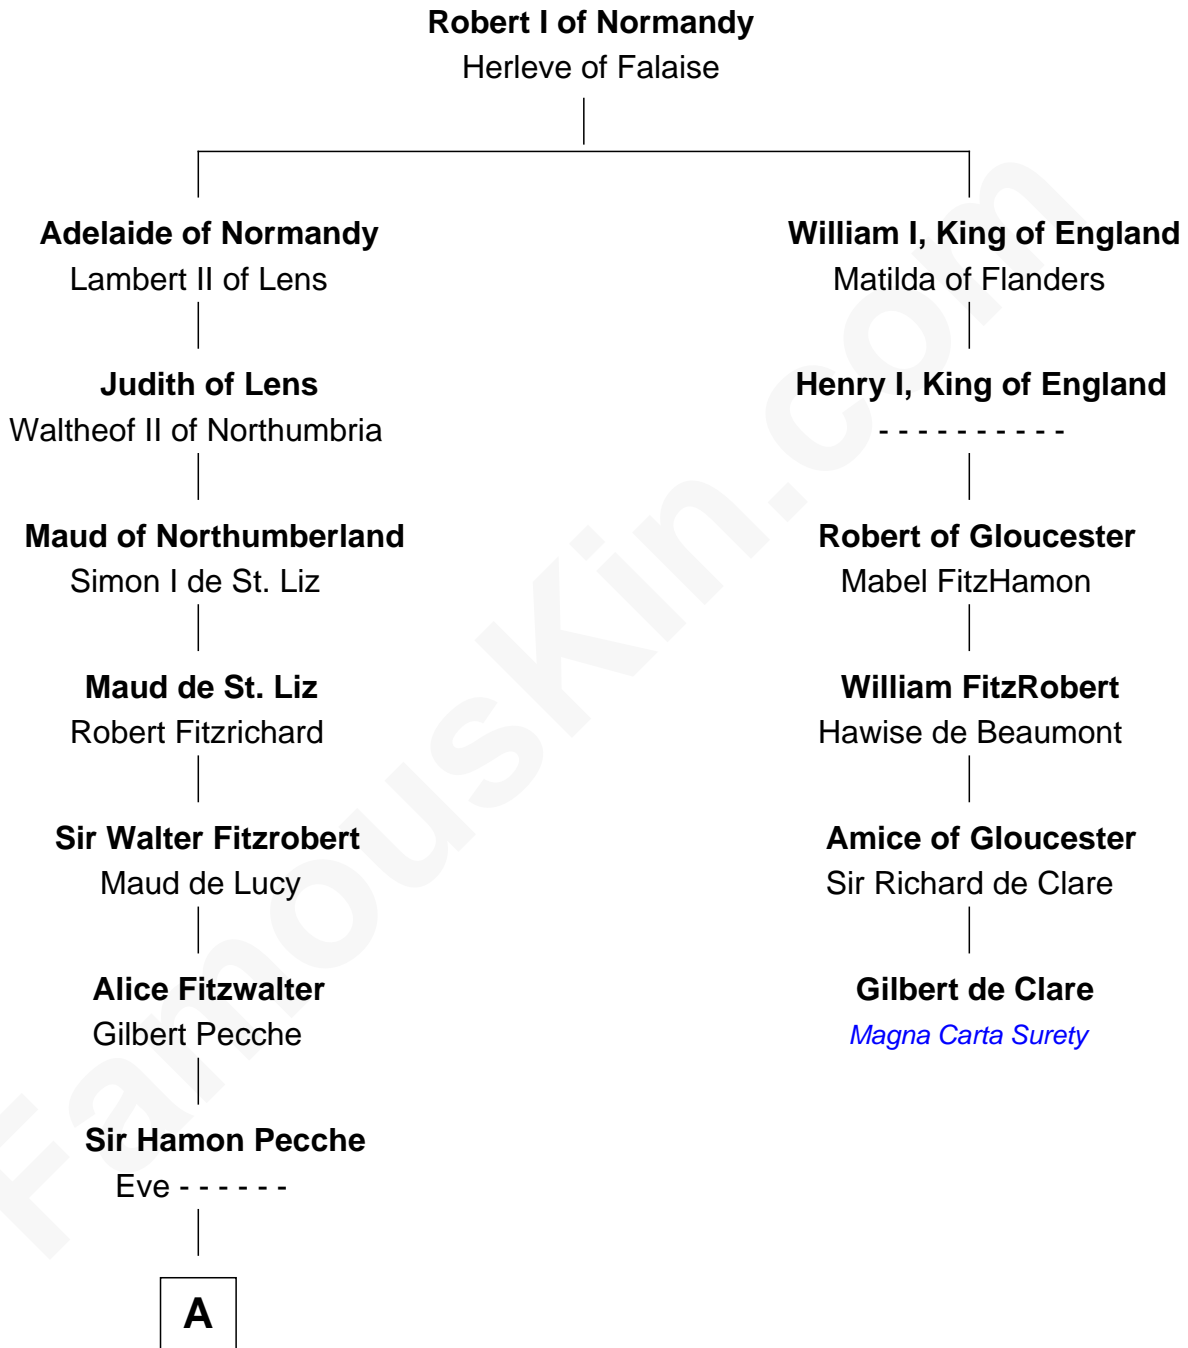 Robert I of Normandy
Herleve of Falaise
Adelaide of Normandy
Lambert II of Lens
William I, King of England
Matilda of Flanders
Judith of Lens
Waltheof II of Northumbria
Henry I, King of England
- - - - - - - - - -
Maud of Northumberland
Simon I de St. Liz
Robert of Gloucester
Mabel FitzHamon
Maud de St. Liz
Robert Fitzrichard
William FitzRobert
Hawise de Beaumont
Sir Walter Fitzrobert
Maud de Lucy
Amice of Gloucester
Sir Richard de Clare
Alice Fitzwalter
Gilbert Pecche
Gilbert de Clare
Magna Carta Surety
Sir Hamon Pecche
Eve - - - - - -
A
FamousKin.com